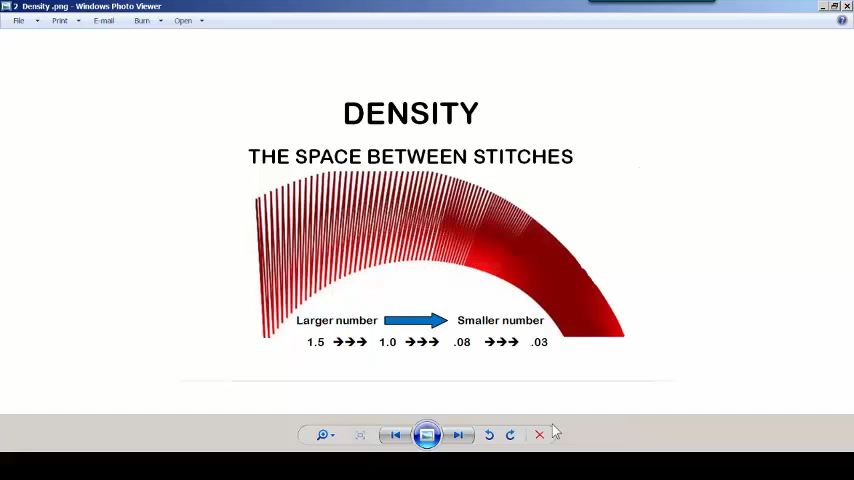 2 Density .png - Windows Photo Viewer
File Print E-mail Burn Open
DENSITY
THE SPACE BETWEEN STITCHES
Larger number Smaller number
1.5 ➔➔➔ 1.0 ➔➔➔ .08 ➔➔➔ .03